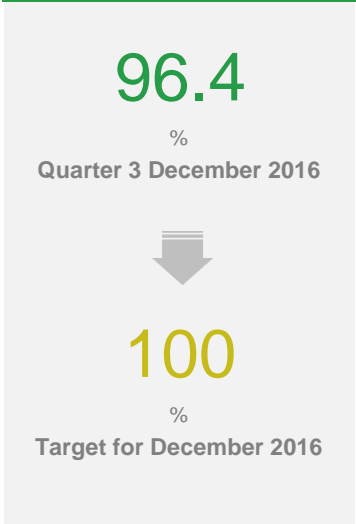 96.4
%
Quarter 3 December 2016
100
%
Target for December 2016